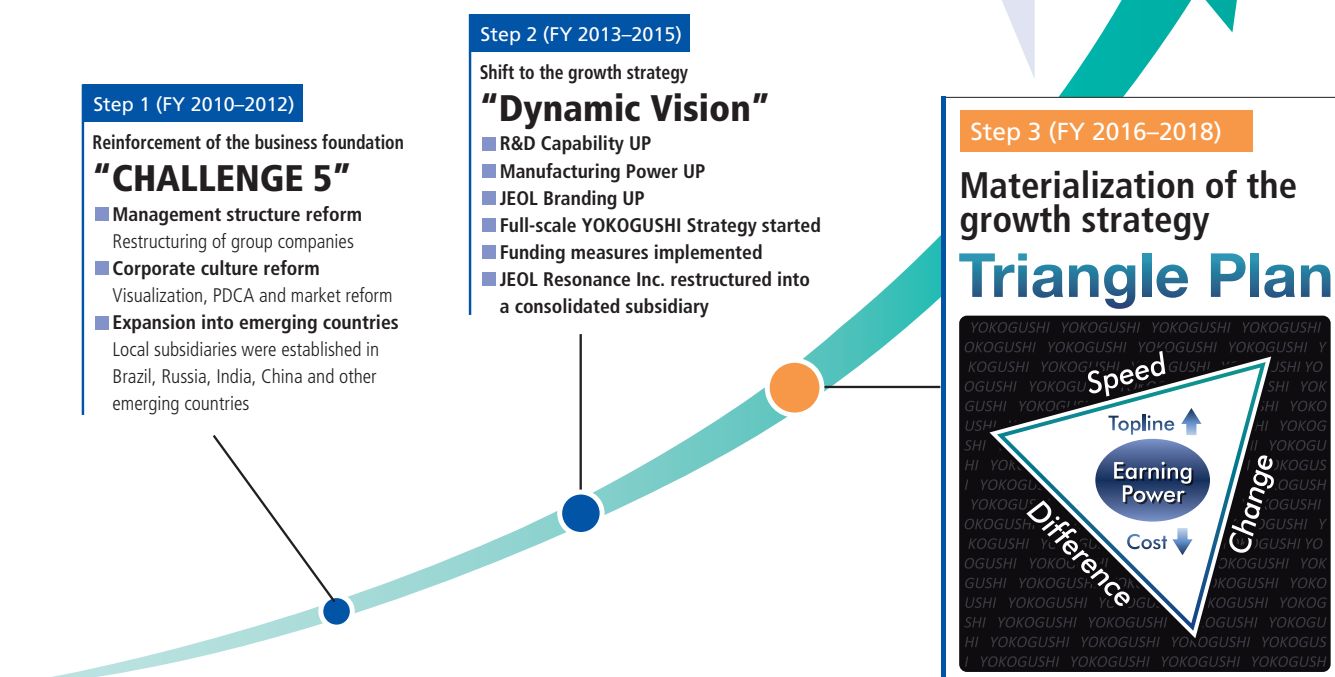 Step 1 (FY 2010–2012)
Reinforcement of the business foundation
“CHALLENGE 5”
Management structure reform
Restructuring of group companies
Corporate culture reform
Visualization, PDCA and market reform
Expansion into emerging countries
Local subsidiaries were established in
Brazil, Russia, India, China and other
emerging countries
Step 2 (FY 2013–2015)
Shift to the growth strategy
“Dynamic Vision”
R&D Capability UP
Manufacturing Power UP
JEOL Branding UP
Full-scale YOKOGUSHI Strategy started
Funding measures implemented
JEOL Resonance Inc. restructured into
a consolidated subsidiary
Step 3 (FY 2016–2018)
Materialization of the
growth strategy
Triangle Plan
YOKOGUSHI YOKOGUSHI YOKOGUSHI YOKOGUSHI
Speed
Topline
Earning
Power
Cost
Difference
Change